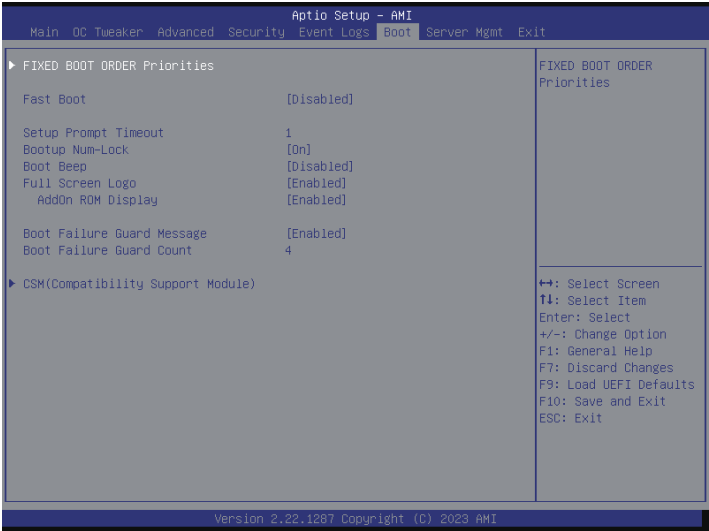 Aptio Setup – AMI
Main OC Tweaker Advanced Security Event Logs Boot Server Mgmt Exit
FIXED BOOT ORDER Priorities
Fast Boot [Disabled]
Setup Prompt Timeout 1
Bootup Num-Lock [On]
Boot Beep [Disabled]
Full Screen Logo [Enabled]
AddOn ROM Display [Enabled]
Boot Failure Guard Message [Enabled]
Boot Failure Guard Count 4
CSM(Compatibility Support Module)
FIXED BOOT ORDER
Priorities
↔: Select Screen
↑↓: Select Item
Enter: Select
+/-: Change Option
F1: General Help
F7: Discard Changes
F9: Load UEFI Defaults
F10: Save and Exit
ESC: Exit
Version 2.22.1287 Copyright (C) 2023 AMI